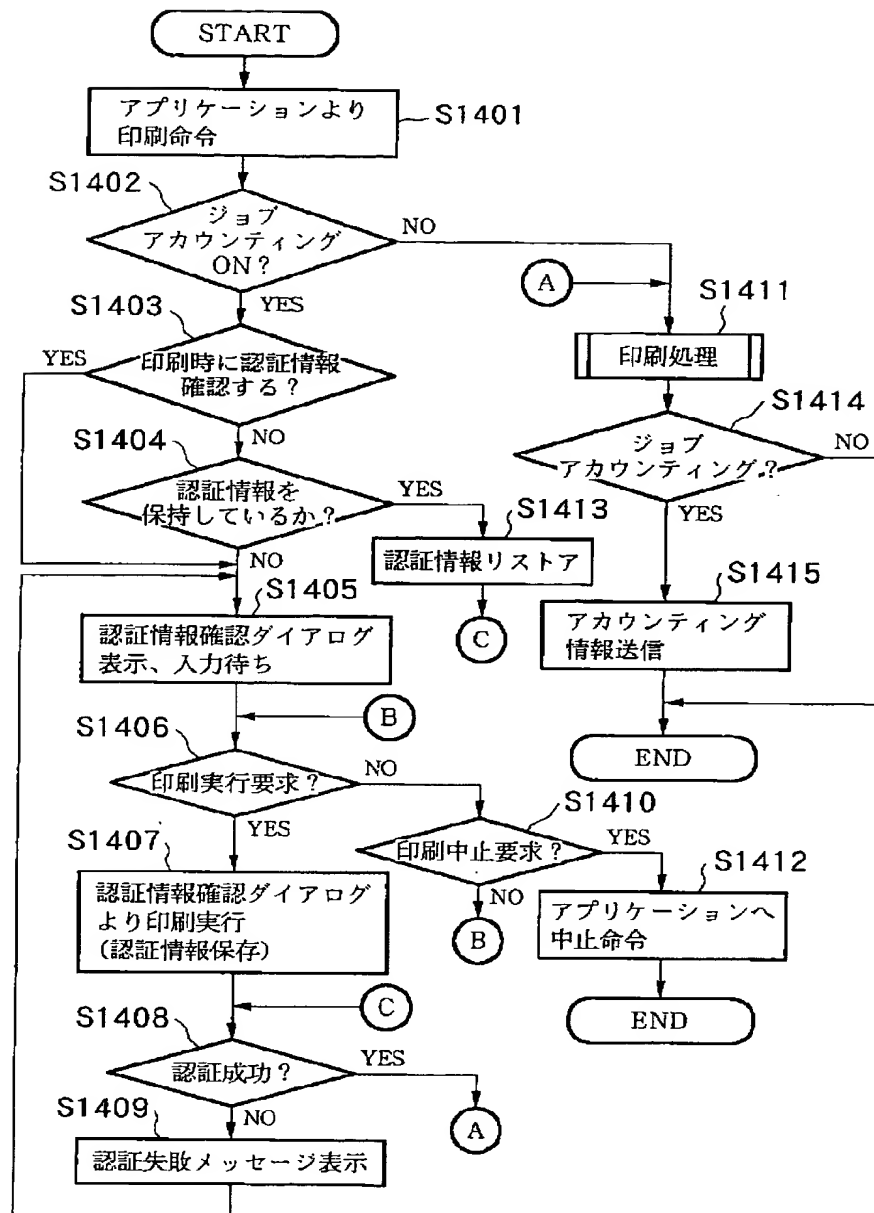 START
アプリケーションより
印刷命令
S1401
S1402
ジョブ
アカウンティング
ON？
NO
YES
A
S1403
印刷時に認証情報
確認する？
YES
NO
S1411
印刷処理
S1404
認証情報を
保持しているか？
YES
NO
S1414
ジョブ
アカウンティング？
NO
YES
S1413
認証情報リストア
C
S1405
認証情報確認ダイアログ
表示、入力待ち
S1415
アカウンティング
情報送信
END
B
S1406
印刷実行要求？
NO
YES
S1410
印刷中止要求？
YES
NO
B
S1412
アプリケーションへ
中止命令
END
S1407
認証情報確認ダイアログ
より印刷実行
(認証情報保存)
C
S1408
認証成功？
YES
NO
A
S1409
認証失敗メッセージ表示